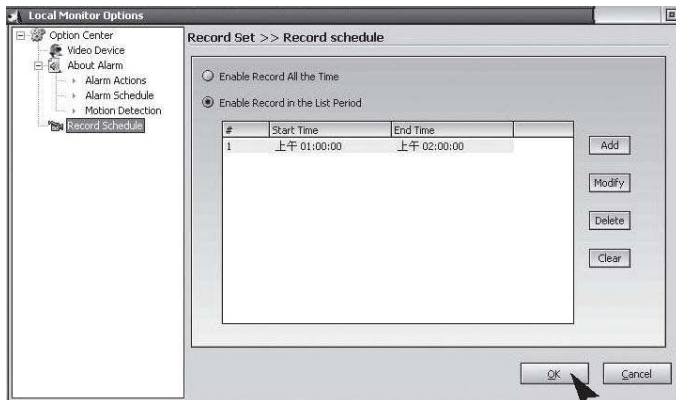 Local Monitor Options
Option Center
Video Device
About Alarm
Alarm Actions
Alarm Schedule
Motion Detection
Record Schedule
Record Set >> Record schedule
Enable Record All the Time
Enable Record in the List Period
# Start Time End Time
1 上午 01:00:00 上午 02:00:00
Add
Modify
Delete
Clear
OK Cancel